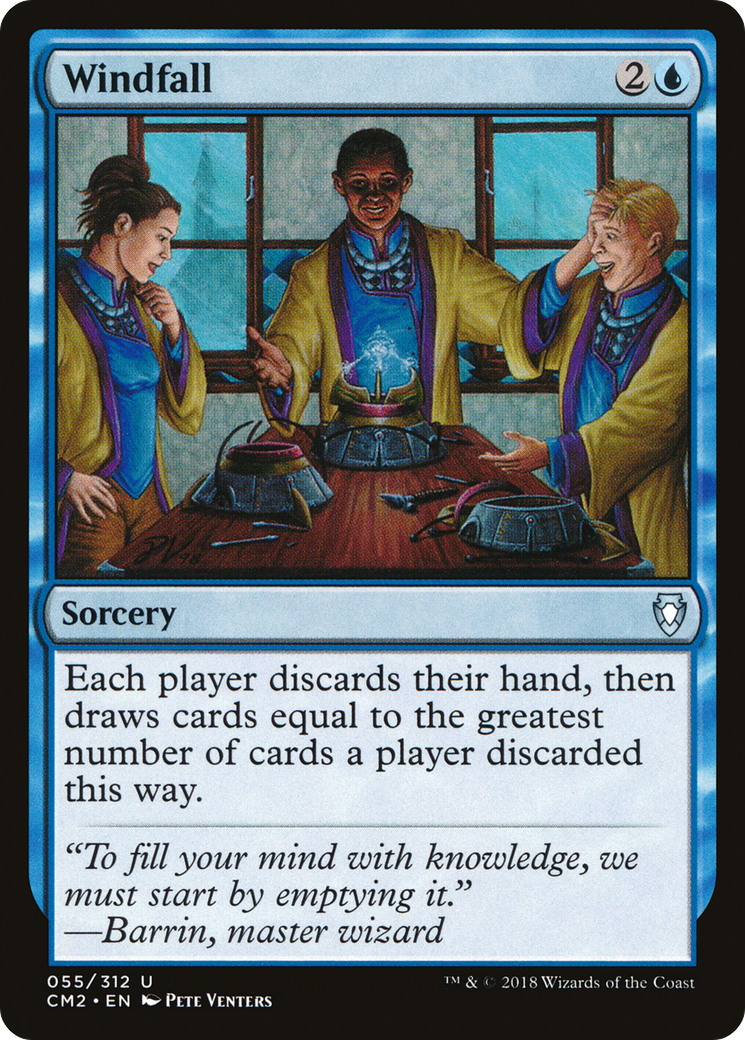 Windfall 2
Sorcery
Each player discards their hand, then
draws cards equal to the greatest
number of cards a player discarded
this way.
“To fill your mind with knowledge, we
must start by emptying it.”
—Barrin, master wizard
055/312 U
CM2 • EN Pete Venters
™ & © 2018 Wizards of the Coast